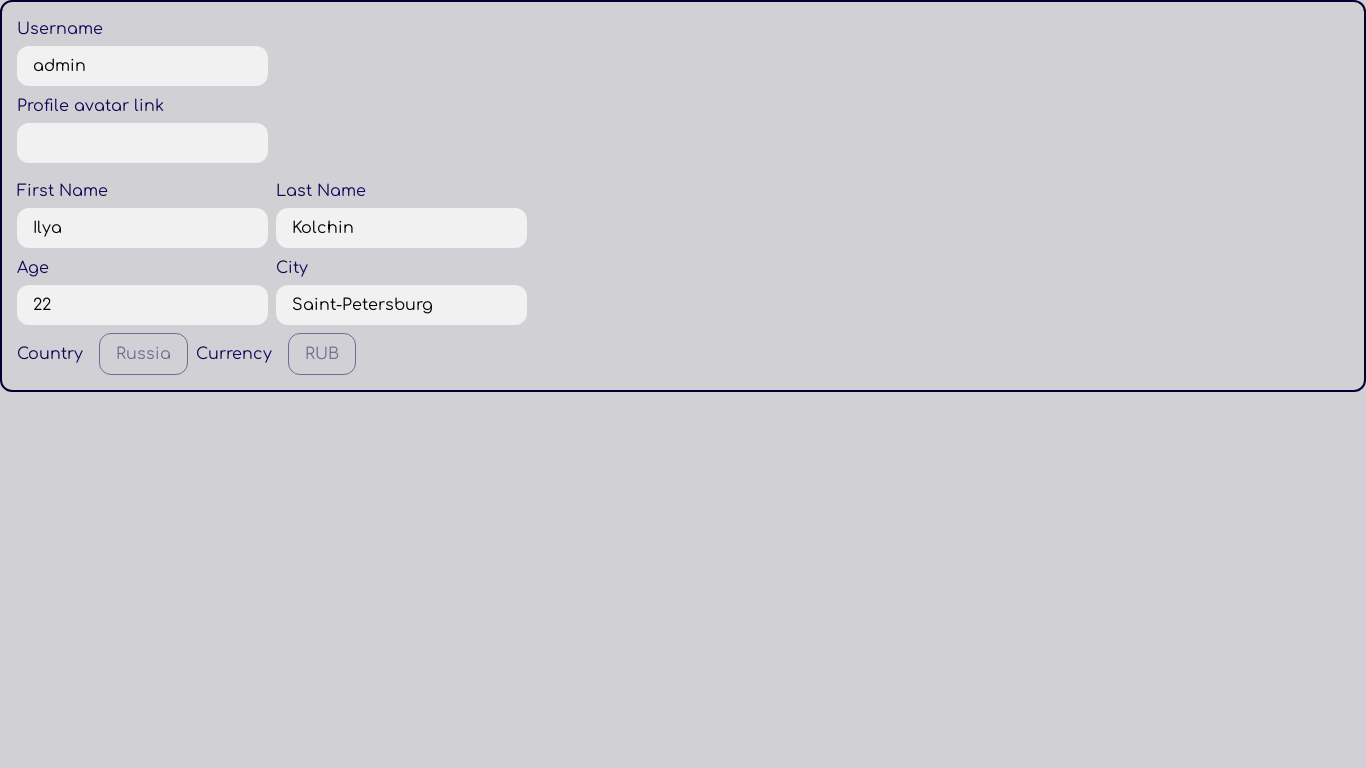 Username
admin
Profile avatar link
First Name Last Name
Ilya Kolchin
Age City
22 Saint-Petersburg
Country Russia Currency RUB